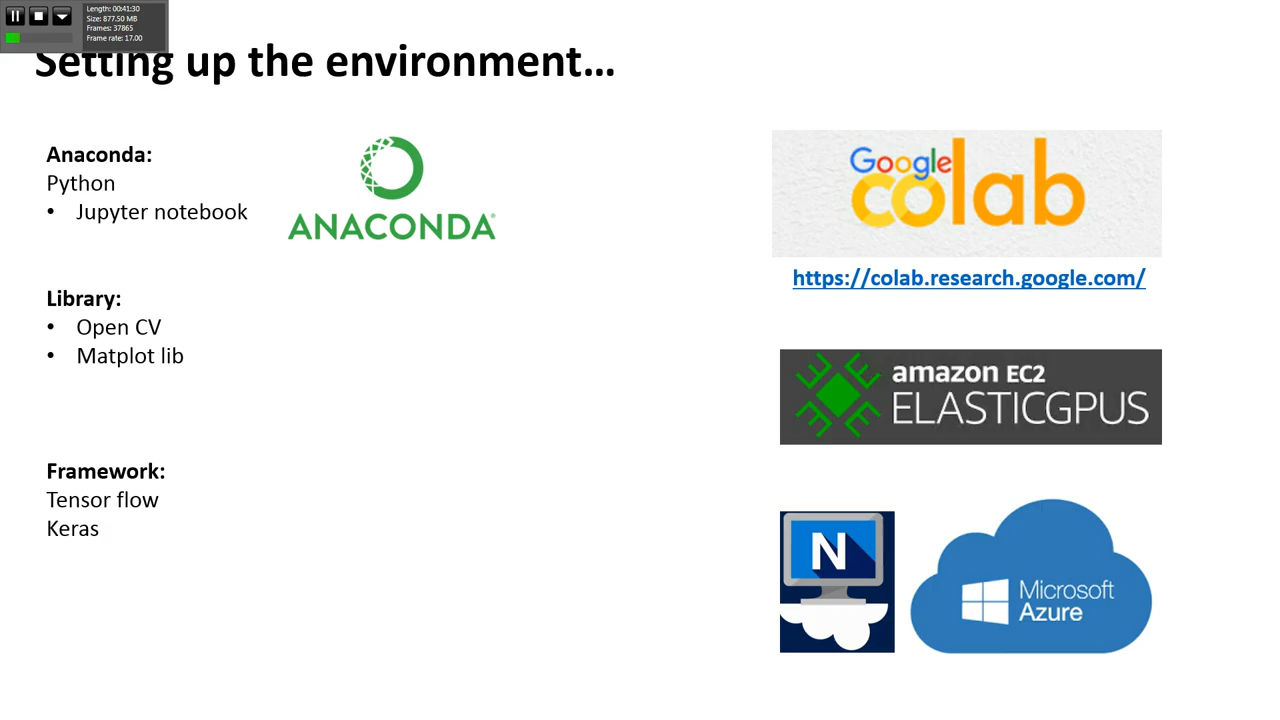 Length: 00:41:30
Size: 877.50 MB
Frames: 37865
Frame rate: 17.00
Setting up the environment...
Anaconda:
Python
• Jupyter notebook
ANACONDA
Library:
• Open CV
• Matplot lib
Framework:
Tensor flow
Keras
Google
colab
https://colab.research.google.com/
amazon EC2
ELASTICGPUS
N
Microsoft
Azure